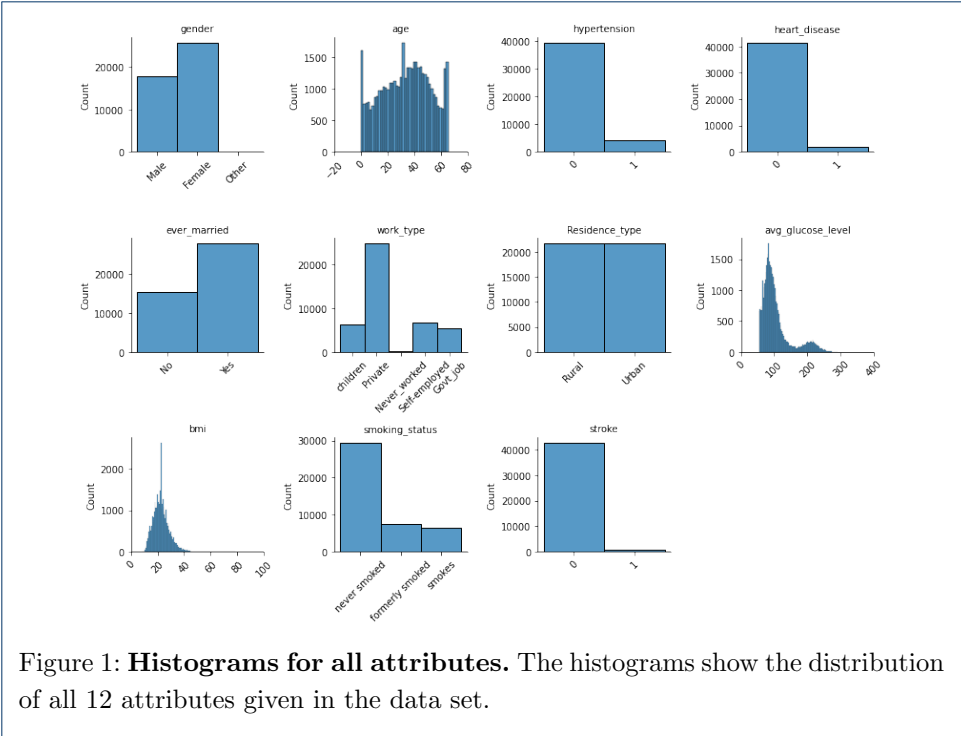 gender
Count
20000
10000
0
Male
Female
Other
age
Count
1500
1000
500
0
-20
0
20
40
60
80
hypertension
Count
40000
30000
20000
10000
0
0
1
heart_disease
Count
40000
30000
20000
10000
0
0
1
ever_married
Count
20000
10000
0
No
Yes
work_type
Count
20000
10000
0
children
Private
Never_worked
Self-employed
Govt_job
Residence_type
Count
20000
15000
10000
5000
0
Rural
Urban
avg_glucose_level
Count
1500
1000
500
0
0
100
200
300
400
bmi
Count
2000
1000
0
0
20
40
60
80
100
smoking_status
Count
30000
20000
10000
0
never smoked
formerly smoked
smokes
stroke
Count
40000
30000
20000
10000
0
0
1
Figure 1: Histograms for all attributes. The histograms show the distribution
of all 12 attributes given in the data set.